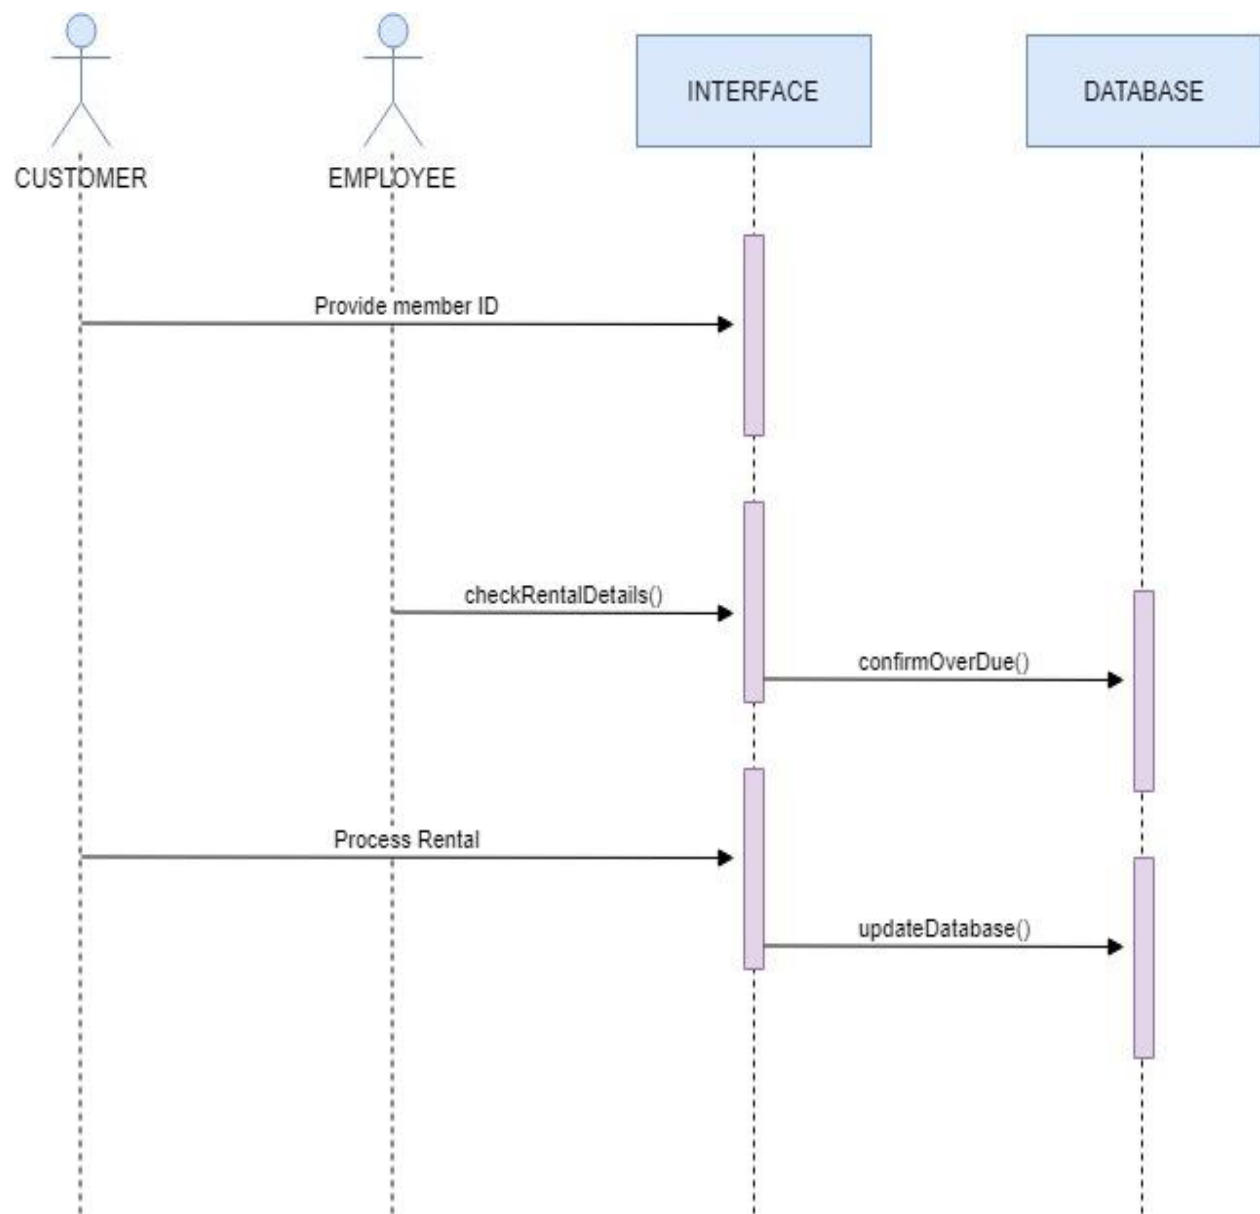 INTERFACE
DATABASE
CUSTOMER
EMPLOYEE
Provide member ID
checkRentalDetails()
confirmOverDue()
Process Rental
updateDatabase()